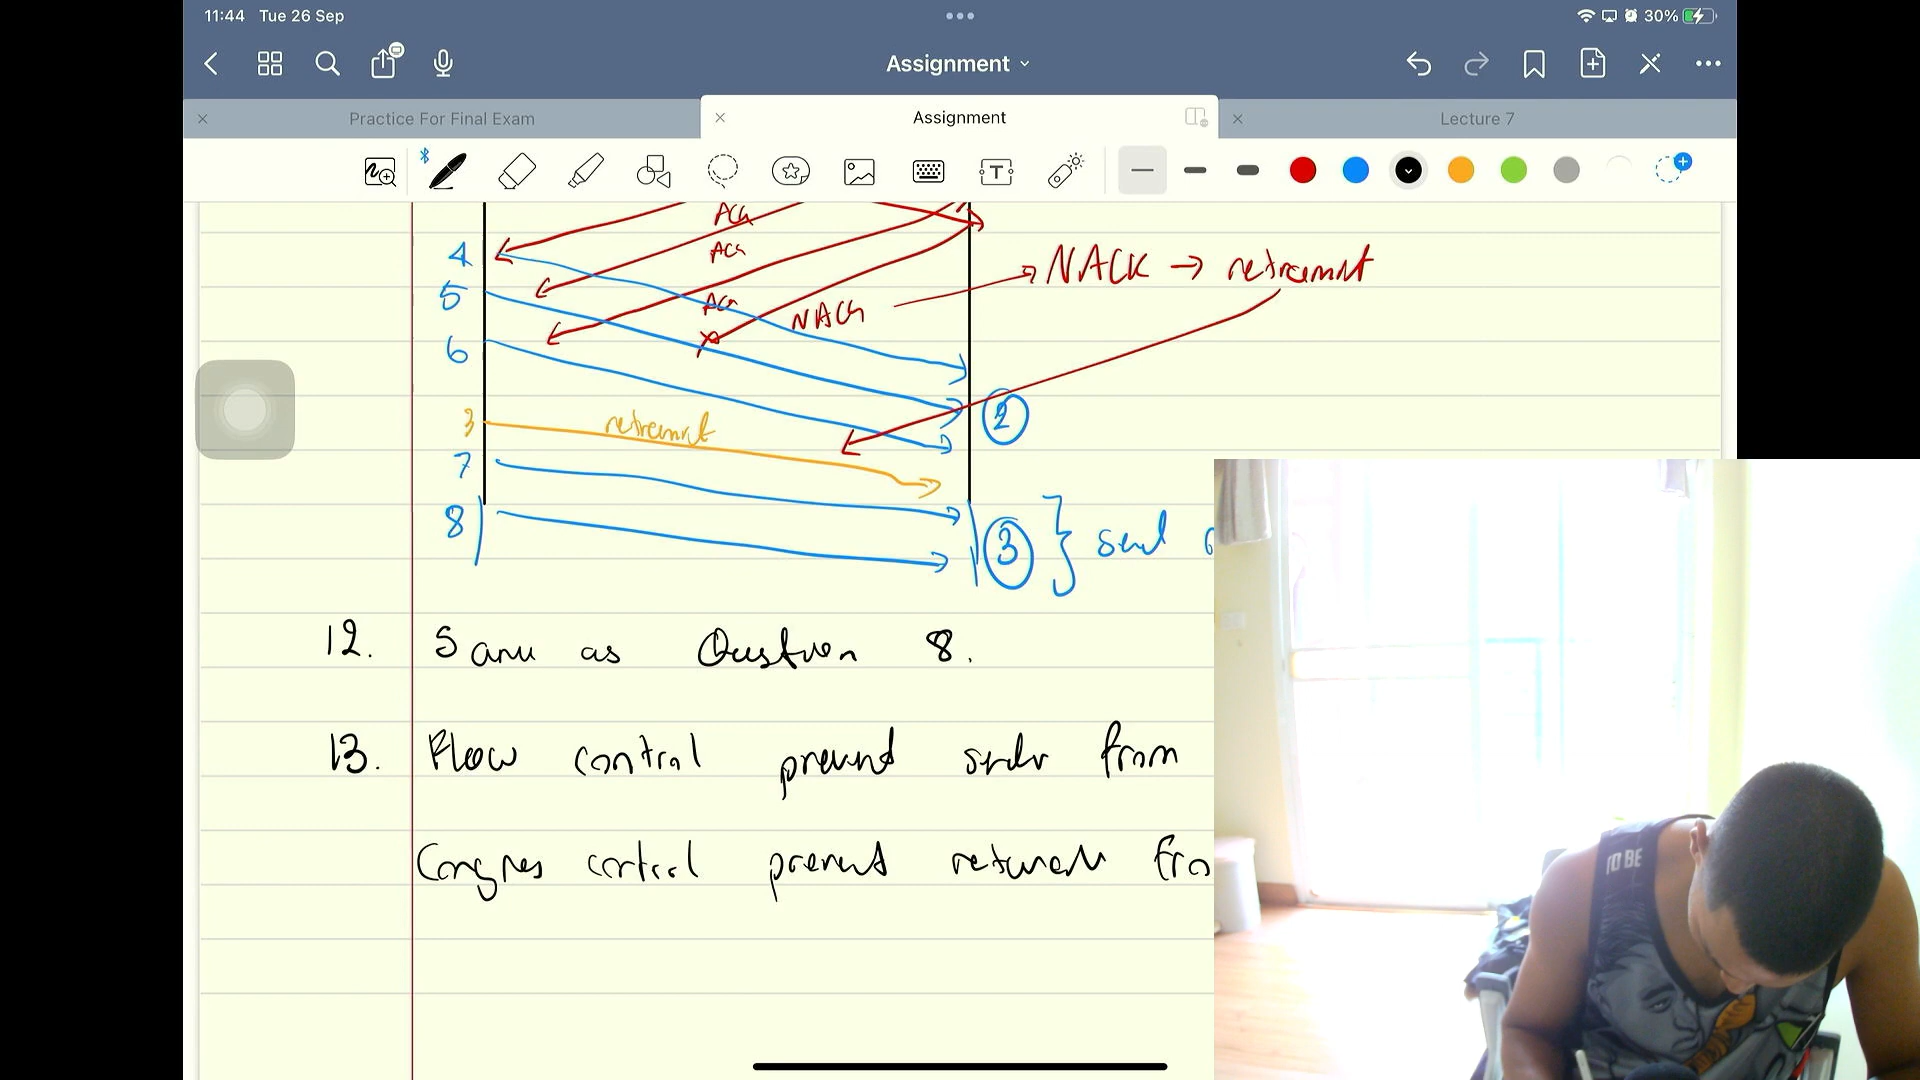 11:44 Tue 26 Sep 30%
Assignment
Practice For Final Exam Assignment Lecture 7
T
ACK
4 ACK NACK → retransmit
5 ACK NACK
6
2
3 retransmit
7
8 3 } send
12. Same as Question 8.
13. Flow control prevent sender from
control prevent network fro
TO BE